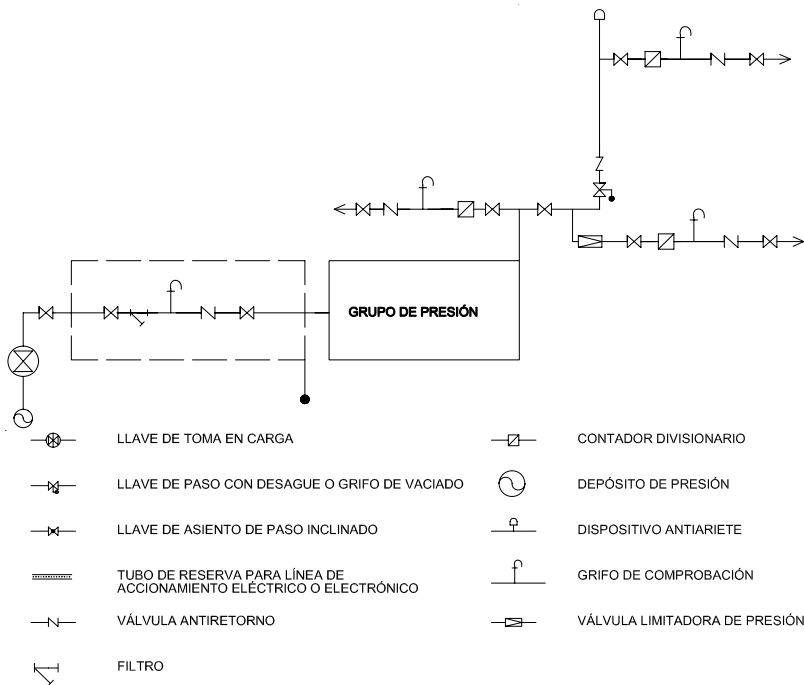 GRUPO DE PRESIÓN
LLAVE DE TOMA EN CARGA
LLAVE DE PASO CON DESAGUE O GRIFO DE VACIADO
LLAVE DE ASIENTO DE PASO INCLINADO
TUBO DE RESERVA PARA LÍNEA DE
ACCIONAMIENTO ELÉCTRICO O ELECTRÓNICO
VÁLVULA ANTIRETORNO
FILTRO
CONTADOR DIVISIONARIO
DEPÓSITO DE PRESIÓN
DISPOSITIVO ANTIARIETE
GRIFO DE COMPROBACIÓN
VÁLVULA LIMITADORA DE PRESIÓN